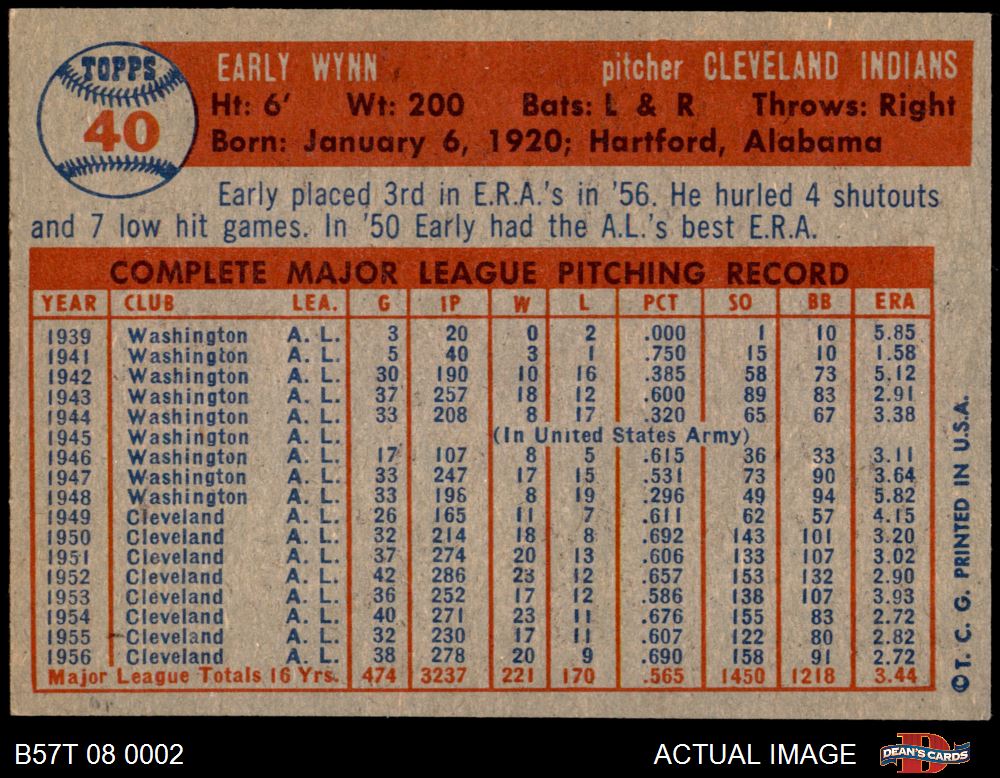 TOPPS
40
EARLY WYNN pitcher CLEVELAND INDIANS
Ht: 6' Wt: 200 Bats: L & R Throws: Right
Born: January 6, 1920; Hartford, Alabama
Early placed 3rd in E.R.A.'s in '56. He hurled 4 shutouts
and 7 low hit games. In '50 Early had the A.L.'s best E.R.A.
COMPLETE MAJOR LEAGUE PITCHING RECORD
YEAR CLUB LEA. G IP W L PCT SO BB ERA
1939 Washington A. L. 3 20 0 2 .000 1 10 5.85
1941 Washington A. L. 5 40 3 1 .750 15 10 1.58
1942 Washington A. L. 30 190 10 16 .385 58 73 5.12
1943 Washington A. L. 37 257 18 12 .600 89 83 2.91
1944 Washington A. L. 33 208 8 17 .320 65 67 3.38
1945 Washington A. L. (In United States Army)
1946 Washington A. L. 17 107 8 5 .615 36 33 3.11
1947 Washington A. L. 33 247 17 15 .531 73 90 3.64
1948 Washington A. L. 33 198 8 19 .296 49 94 5.82
1949 Cleveland A. L. 26 165 11 7 .611 62 57 4.15
1950 Cleveland A. L. 32 214 18 8 .692 143 101 3.20
1951 Cleveland A. L. 37 274 20 13 .606 133 107 3.02
1952 Cleveland A. L. 42 286 23 12 .657 153 132 2.90
1953 Cleveland A. L. 36 252 17 12 .586 138 107 3.93
1954 Cleveland A. L. 40 271 23 11 .676 155 83 2.72
1955 Cleveland A. L. 32 230 17 11 .607 122 80 2.82
1956 Cleveland A. L. 38 278 20 9 .690 158 91 2.72
Major League Totals 16 Yrs. 474 3237 221 170 .565 1450 1218 3.44
©T. C. G. PRINTED IN U.S.A.
B57T 08 0002 ACTUAL IMAGE DEAN'S CARDS